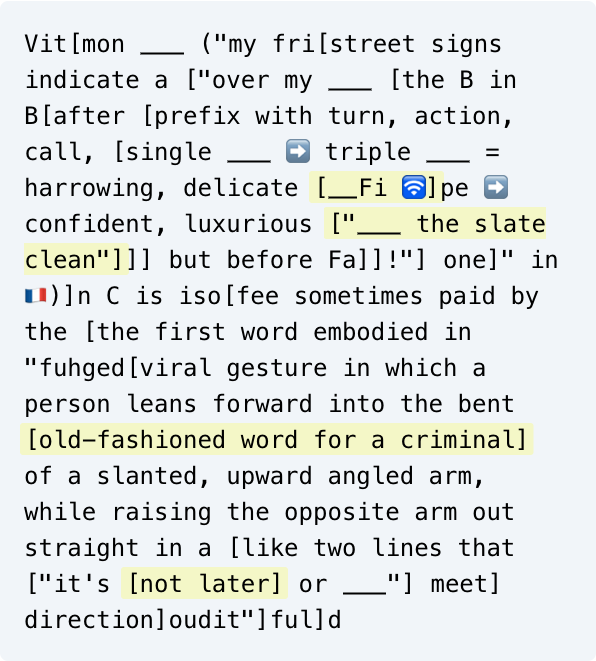 Vit[mon ___ ("my fri[street signs
indicate a ["over my ___ [the B in
B[after [prefix with turn, action,
call, [single ___ ➡️ triple ___ =
harrowing, delicate [__Fi 🛜]pe ➡️
confident, luxurious ["___ the slate
clean"]]] but before Fa]]!"] one]" in
🇫🇷)]n C is iso[fee sometimes paid by
the [the first word embodied in
"fuhged[viral gesture in which a
person leans forward into the bent
[old-fashioned word for a criminal]
of a slanted, upward angled arm,
while raising the opposite arm out
straight in a [like two lines that
["it's [not later] or ___"] meet]
direction]oudit"]ful]d